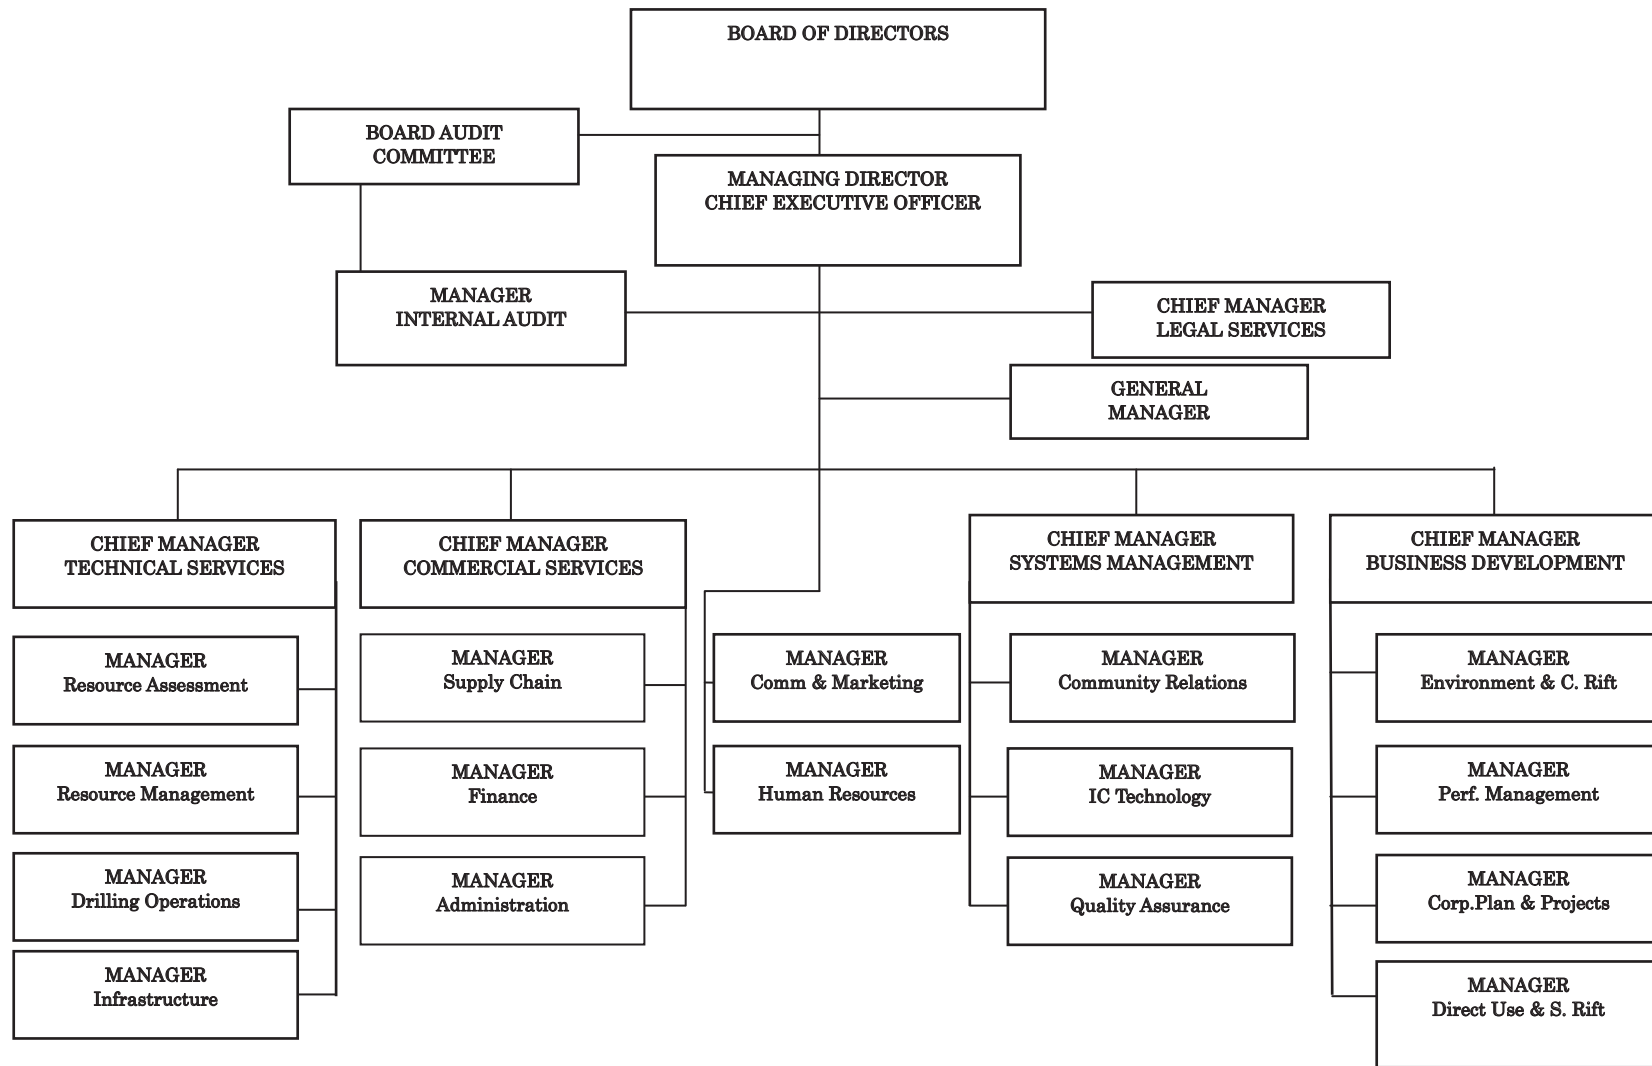 BOARD OF DIRECTORS
BOARD AUDIT
COMMITTEE
MANAGING DIRECTOR
CHIEF EXECUTIVE OFFICER
MANAGER
INTERNAL AUDIT
CHIEF MANAGER
LEGAL SERVICES
GENERAL
MANAGER
CHIEF MANAGER
TECHNICAL SERVICES
CHIEF MANAGER
COMMERCIAL SERVICES
CHIEF MANAGER
SYSTEMS MANAGEMENT
CHIEF MANAGER
BUSINESS DEVELOPMENT
MANAGER
Resource Assessment
MANAGER
Supply Chain
MANAGER
Comm & Marketing
MANAGER
Community Relations
MANAGER
Environment & C. Rift
MANAGER
Resource Management
MANAGER
Finance
MANAGER
Human Resources
MANAGER
IC Technology
MANAGER
Perf. Management
MANAGER
Drilling Operations
MANAGER
Administration
MANAGER
Quality Assurance
MANAGER
Corp.Plan & Projects
MANAGER
Infrastructure
MANAGER
Direct Use & S. Rift